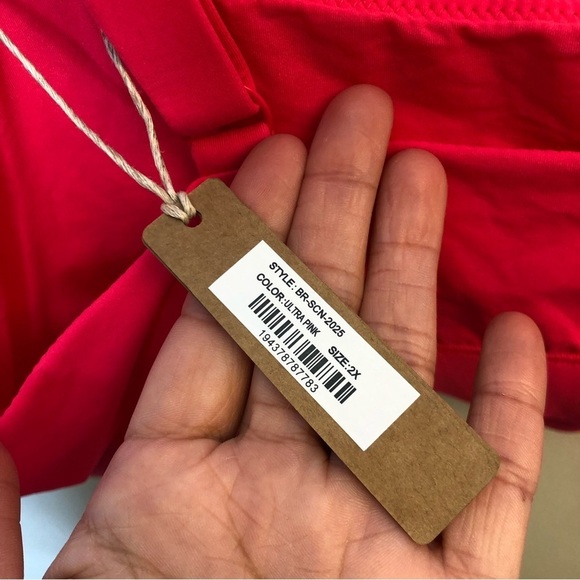 STYLE: BR-SCN-2025
COLOR: ULTRA PINK SIZE:2X
194378787783